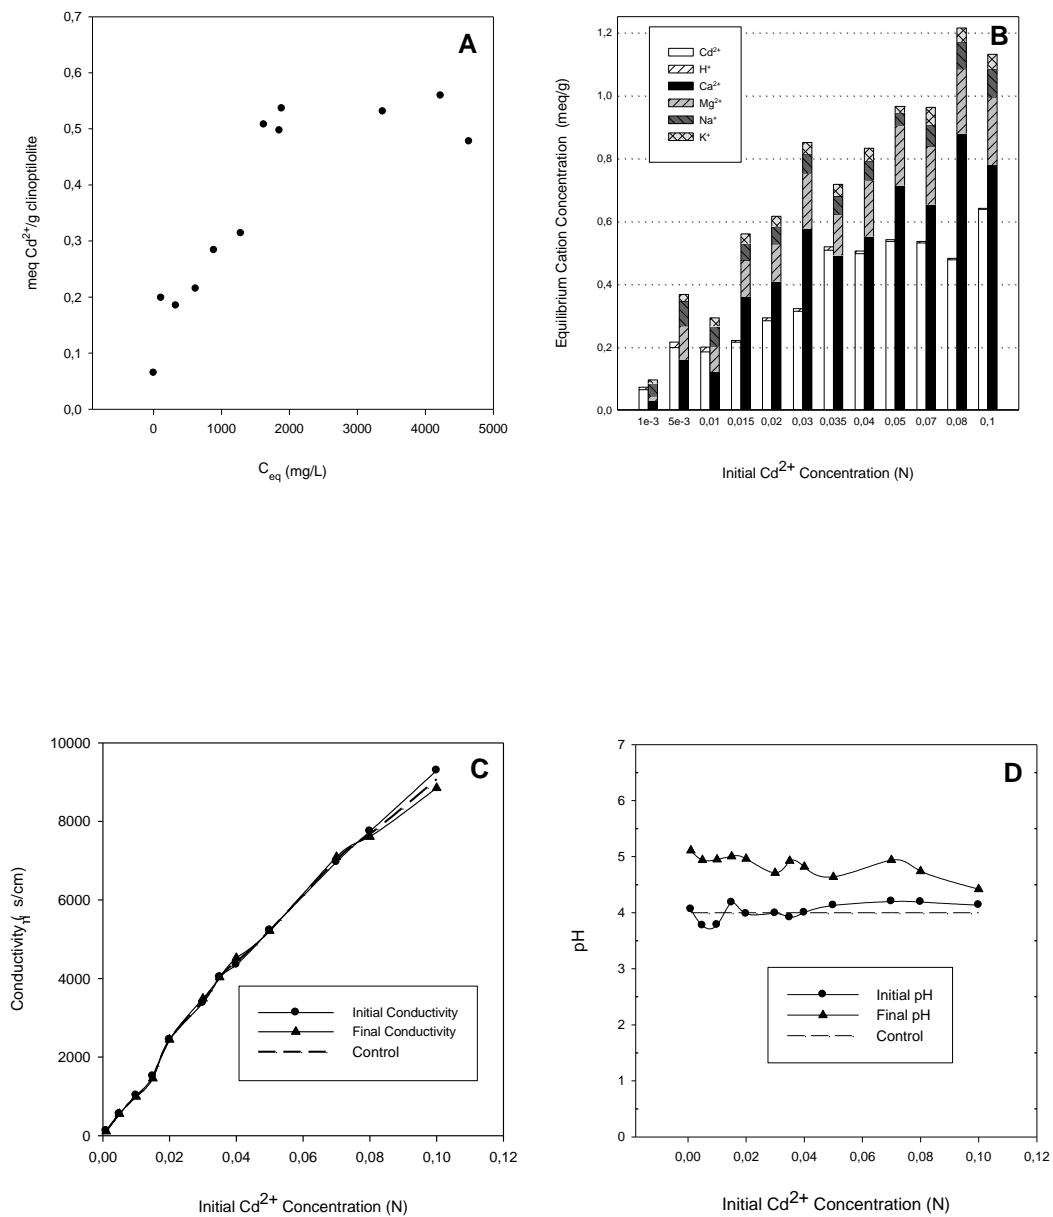 A
0,7
0,6
0,5
0,4
0,3
0,2
0,1
0,0
meq Cd²⁺/g clinoptilolite
0 1000 2000 3000 4000 5000
C_eq (mg/L)
B
1,2
1,0
0,8
0,6
0,4
0,2
0,0
Equilibrium Cation Concentration (meq/g)
Cd²⁺
H⁺
Ca²⁺
Mg²⁺
Na⁺
K⁺
1e-3 5e-3 0,01 0,015 0,02 0,03 0,035 0,04 0,05 0,07 0,08 0,1
Initial Cd²⁺ Concentration (N)
C
10000
8000
6000
4000
2000
0
Conductivity ( s/cm)
Initial Conductivity
Final Conductivity
Control
0,00 0,02 0,04 0,06 0,08 0,10 0,12
Initial Cd²⁺ Concentration (N)
D
7
6
5
4
3
2
1
0
pH
Initial pH
Final pH
Control
0,00 0,02 0,04 0,06 0,08 0,10 0,12
Initial Cd²⁺ Concentration (N)